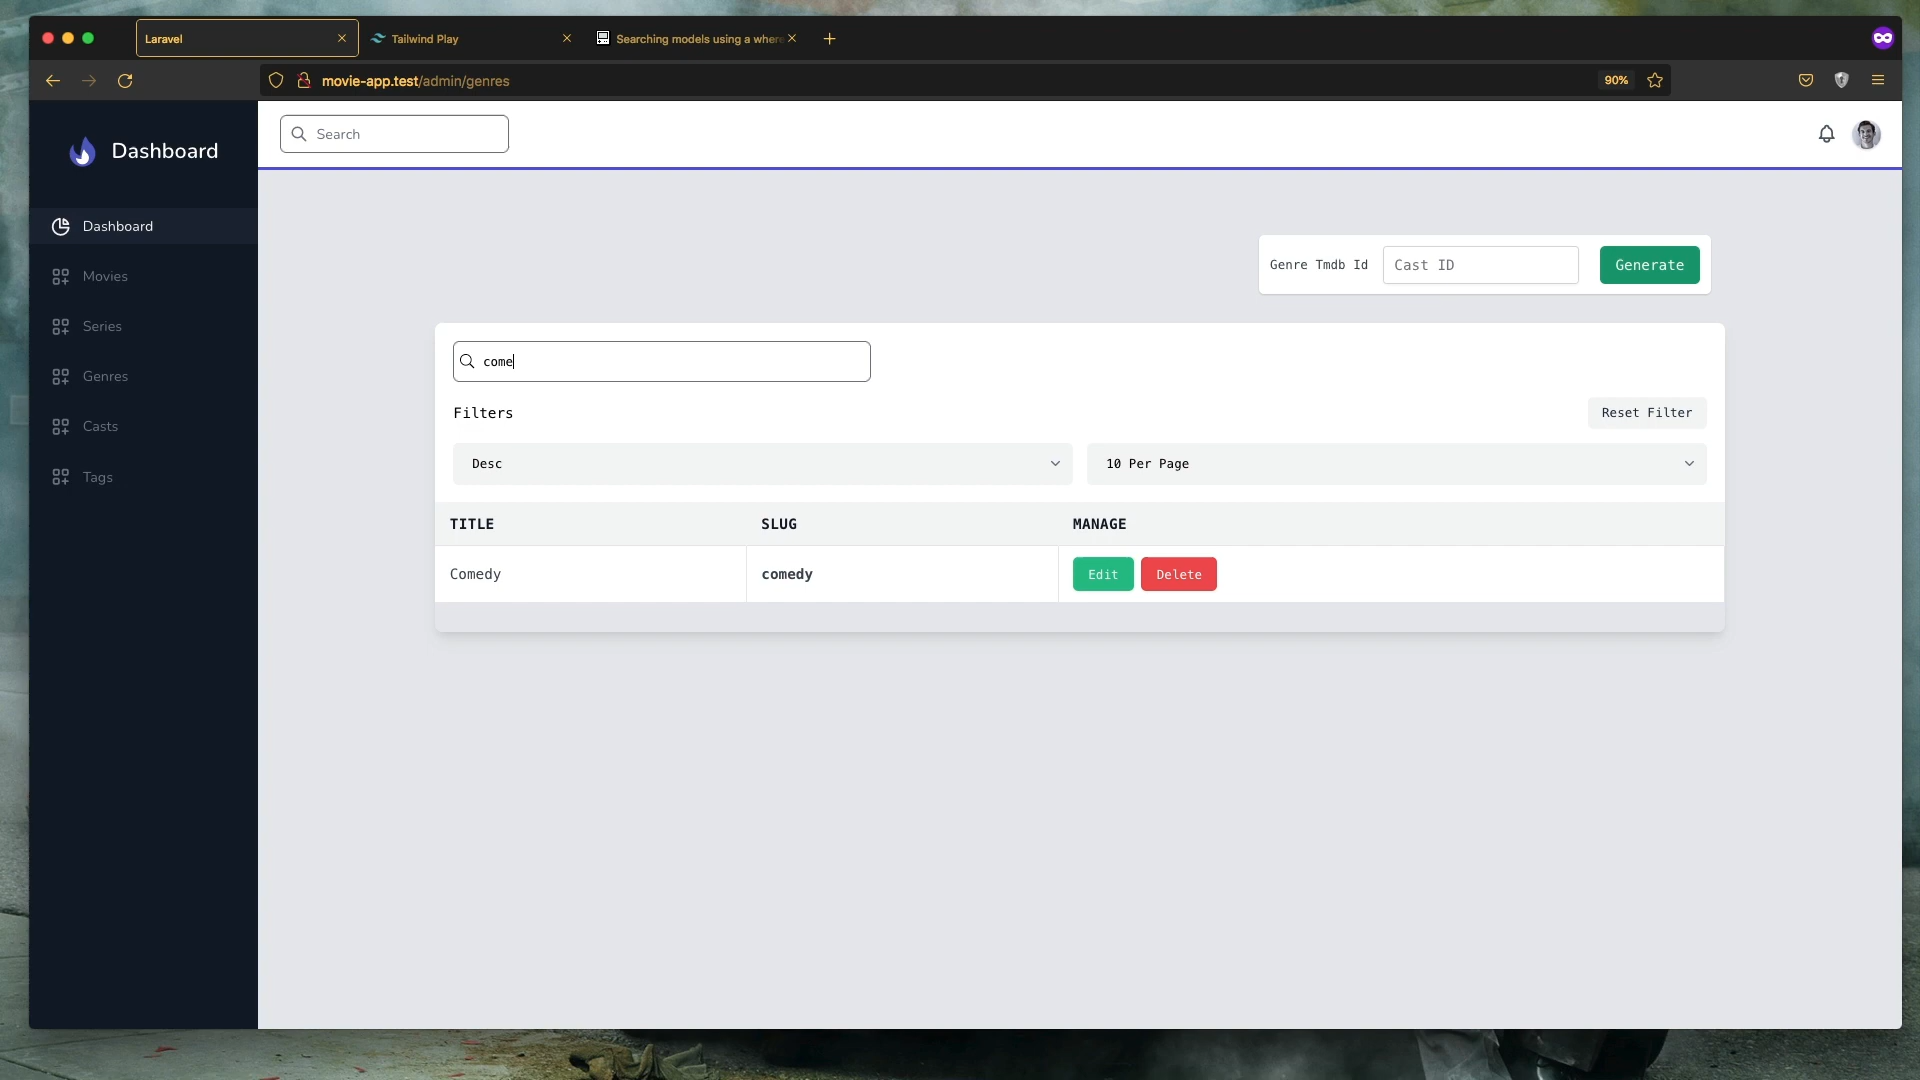 Laravel
Tailwind Play
Searching models using a where
movie-app.test/admin/genres
90%
Dashboard
Search
Dashboard
Movies
Series
Genres
Casts
Tags
Genre Tmdb Id
Cast ID
Generate
come
Filters
Reset Filter
Desc
10 Per Page
TITLE
SLUG
MANAGE
Comedy
comedy
Edit
Delete